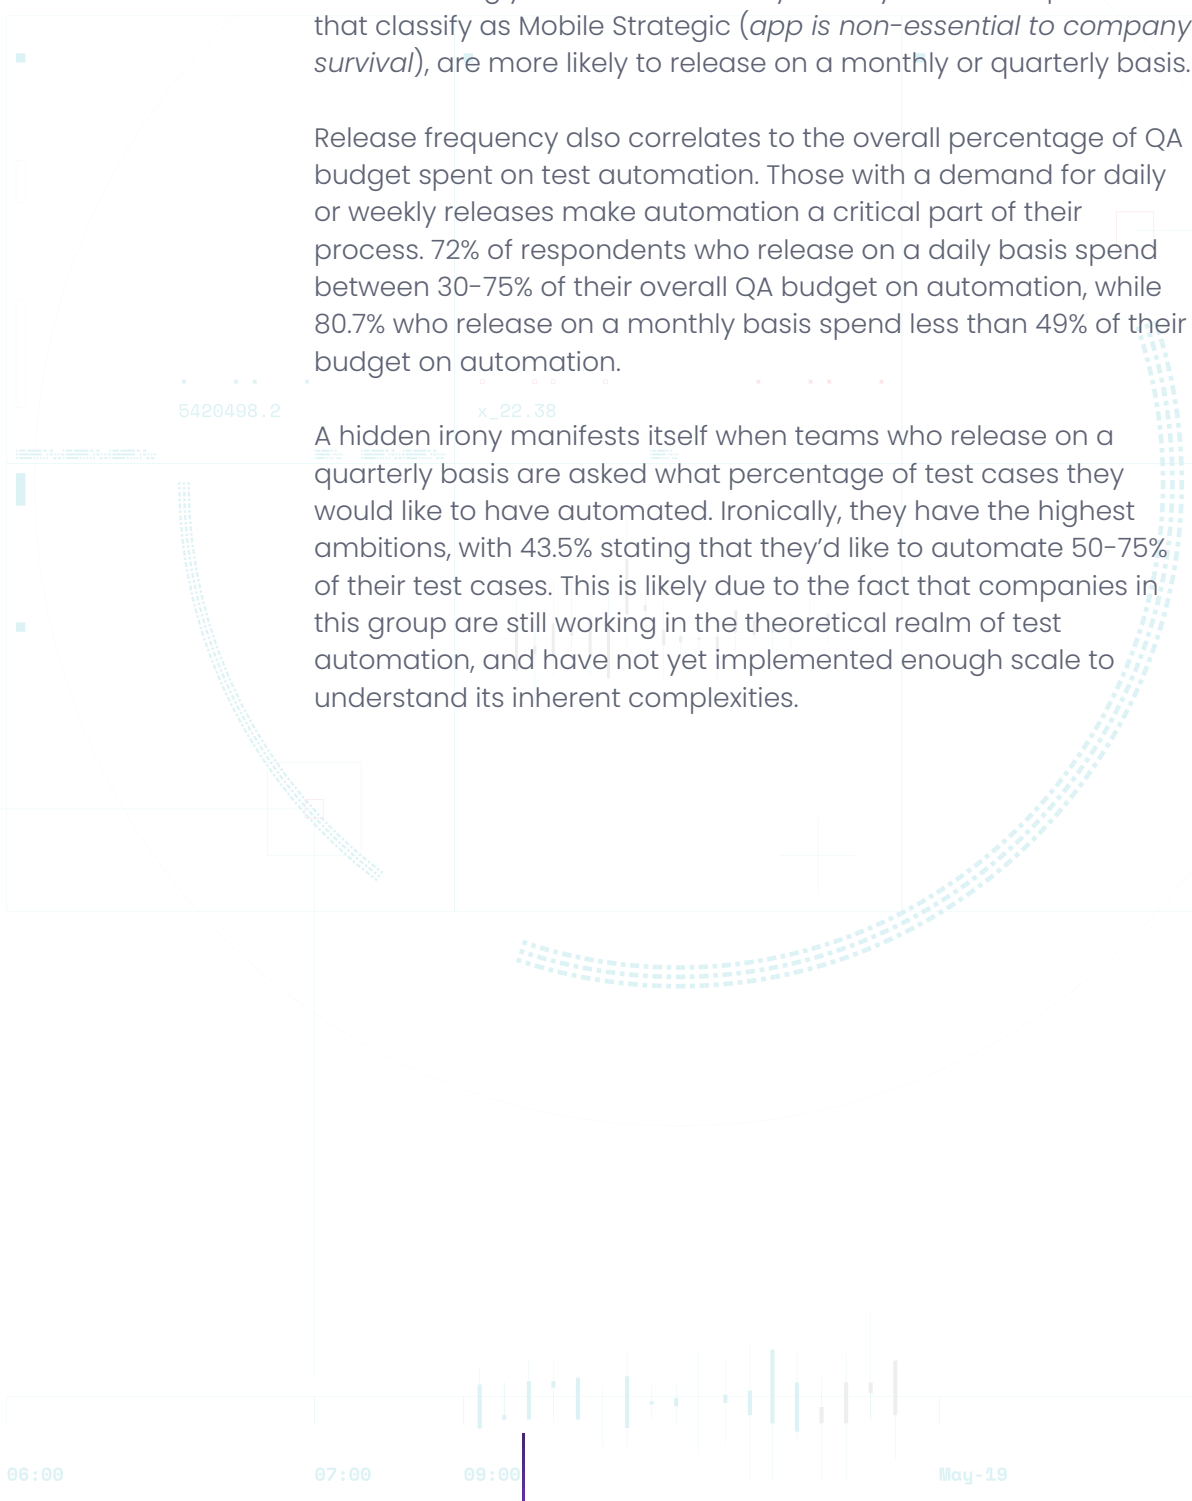 that classify as Mobile Strategic (app is non-essential to company
survival), are more likely to release on a monthly or quarterly basis.
Release frequency also correlates to the overall percentage of QA
budget spent on test automation. Those with a demand for daily
or weekly releases make automation a critical part of their
process. 72% of respondents who release on a daily basis spend
between 30-75% of their overall QA budget on automation, while
80.7% who release on a monthly basis spend less than 49% of their
budget on automation.
5420498.2 x_22.38
A hidden irony manifests itself when teams who release on a
quarterly basis are asked what percentage of test cases they
would like to have automated. Ironically, they have the highest
ambitions, with 43.5% stating that they’d like to automate 50-75%
of their test cases. This is likely due to the fact that companies in
this group are still working in the theoretical realm of test
automation, and have not yet implemented enough scale to
understand its inherent complexities.
06:00 07:00 09:00 May-19